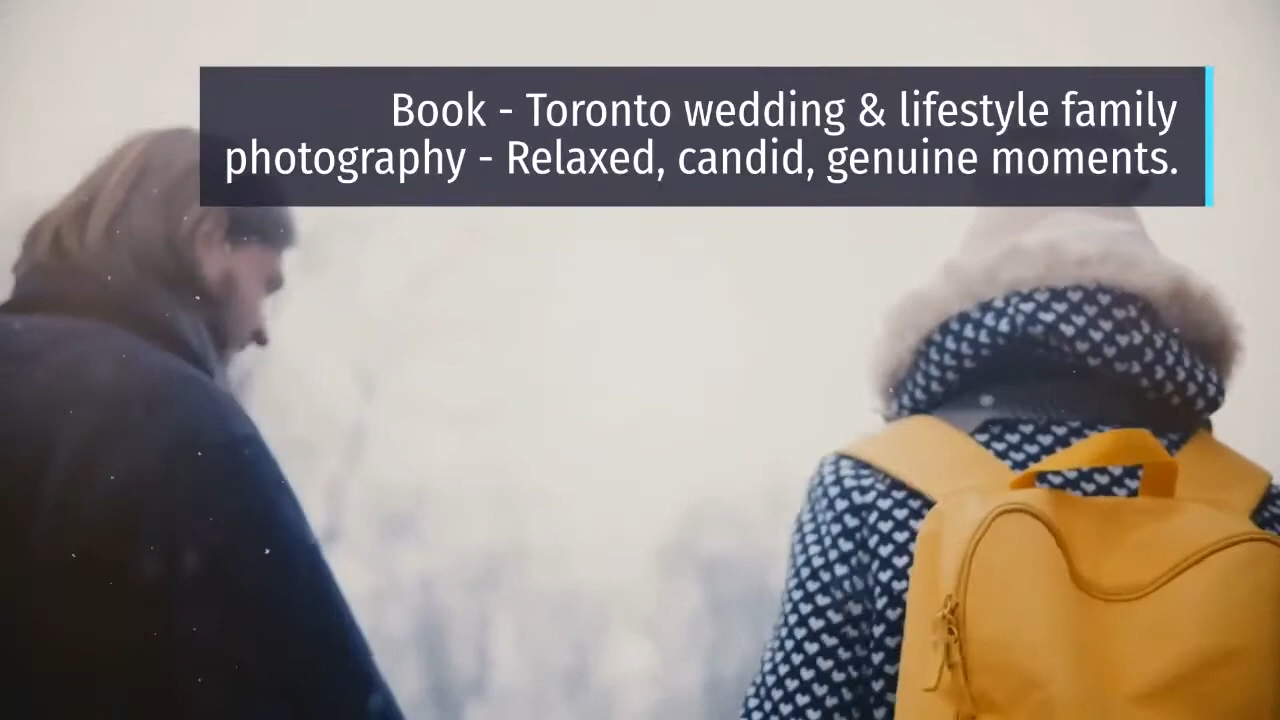 Book - Toronto wedding & lifestyle family
photography - Relaxed, candid, genuine moments.